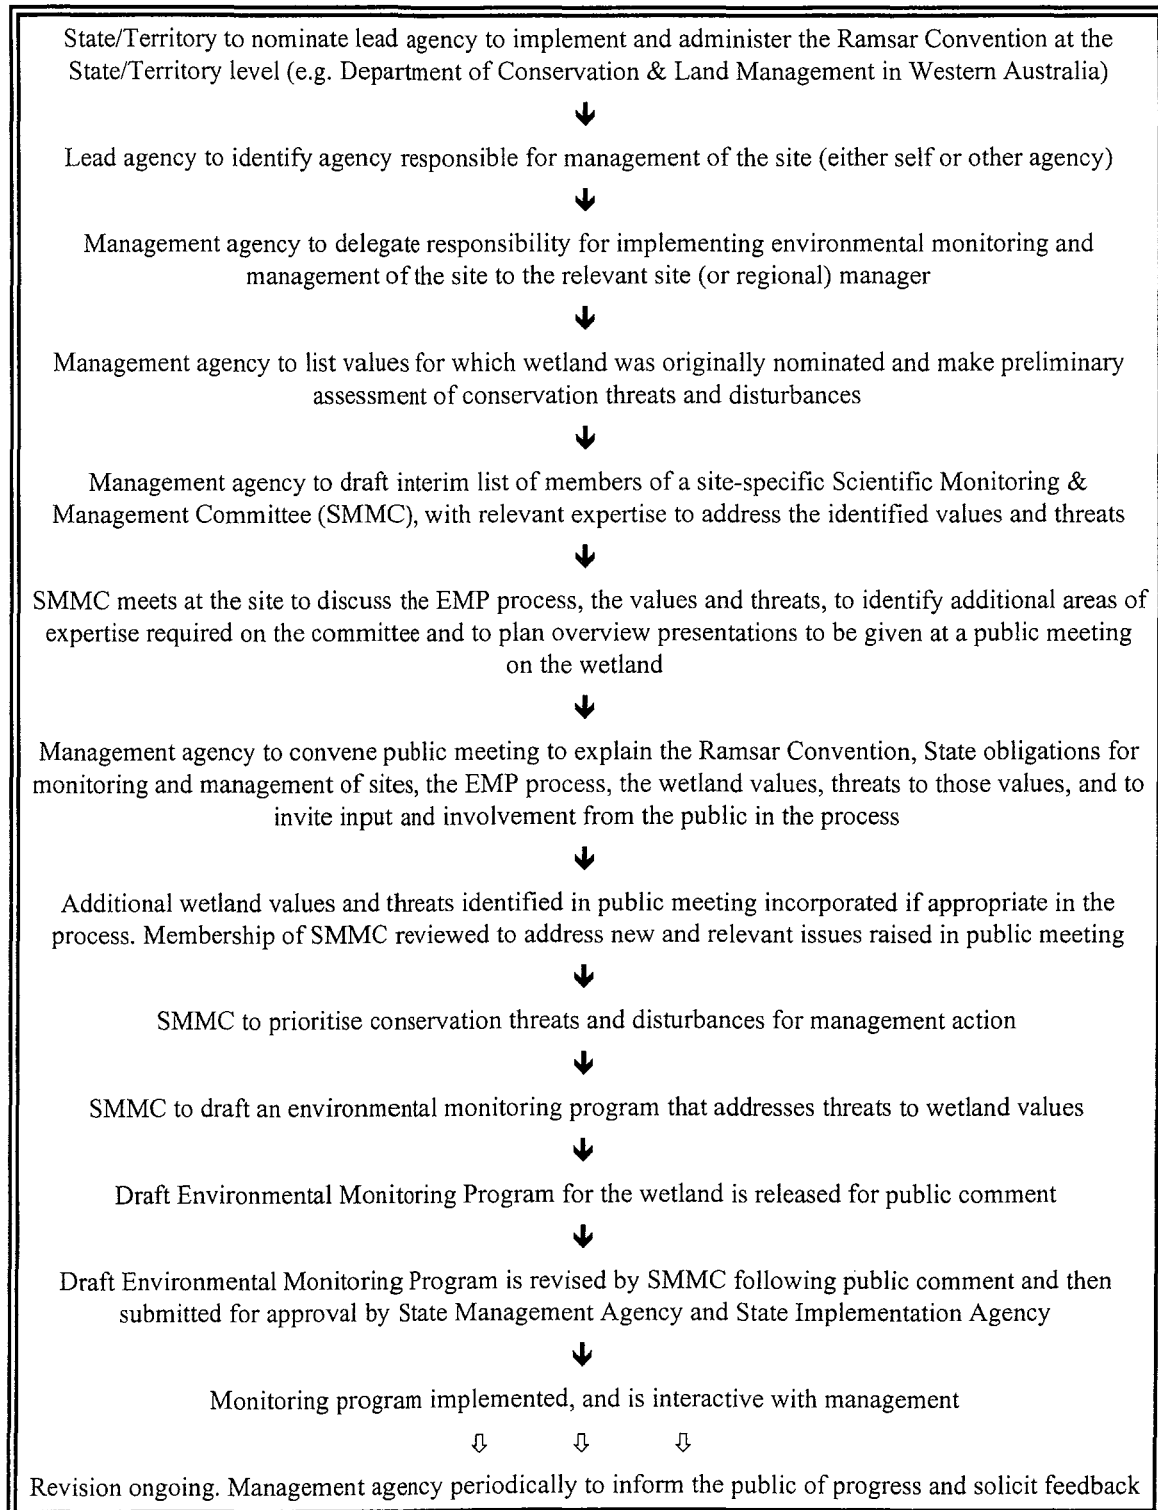 State/Territory to nominate lead agency to implement and administer the Ramsar Convention at the
State/Territory level (e.g. Department of Conservation & Land Management in Western Australia)
Lead agency to identify agency responsible for management of the site (either self or other agency)
Management agency to delegate responsibility for implementing environmental monitoring and
management of the site to the relevant site (or regional) manager
Management agency to list values for which wetland was originally nominated and make preliminary
assessment of conservation threats and disturbances
Management agency to draft interim list of members of a site-specific Scientific Monitoring &
Management Committee (SMMC), with relevant expertise to address the identified values and threats
SMMC meets at the site to discuss the EMP process, the values and threats, to identify additional areas of
expertise required on the committee and to plan overview presentations to be given at a public meeting
on the wetland
Management agency to convene public meeting to explain the Ramsar Convention, State obligations for
monitoring and management of sites, the EMP process, the wetland values, threats to those values, and to
invite input and involvement from the public in the process
Additional wetland values and threats identified in public meeting incorporated if appropriate in the
process. Membership of SMMC reviewed to address new and relevant issues raised in public meeting
SMMC to prioritise conservation threats and disturbances for management action
SMMC to draft an environmental monitoring program that addresses threats to wetland values
Draft Environmental Monitoring Program for the wetland is released for public comment
Draft Environmental Monitoring Program is revised by SMMC following public comment and then
submitted for approval by State Management Agency and State Implementation Agency
Monitoring program implemented, and is interactive with management
Revision ongoing. Management agency periodically to inform the public of progress and solicit feedback